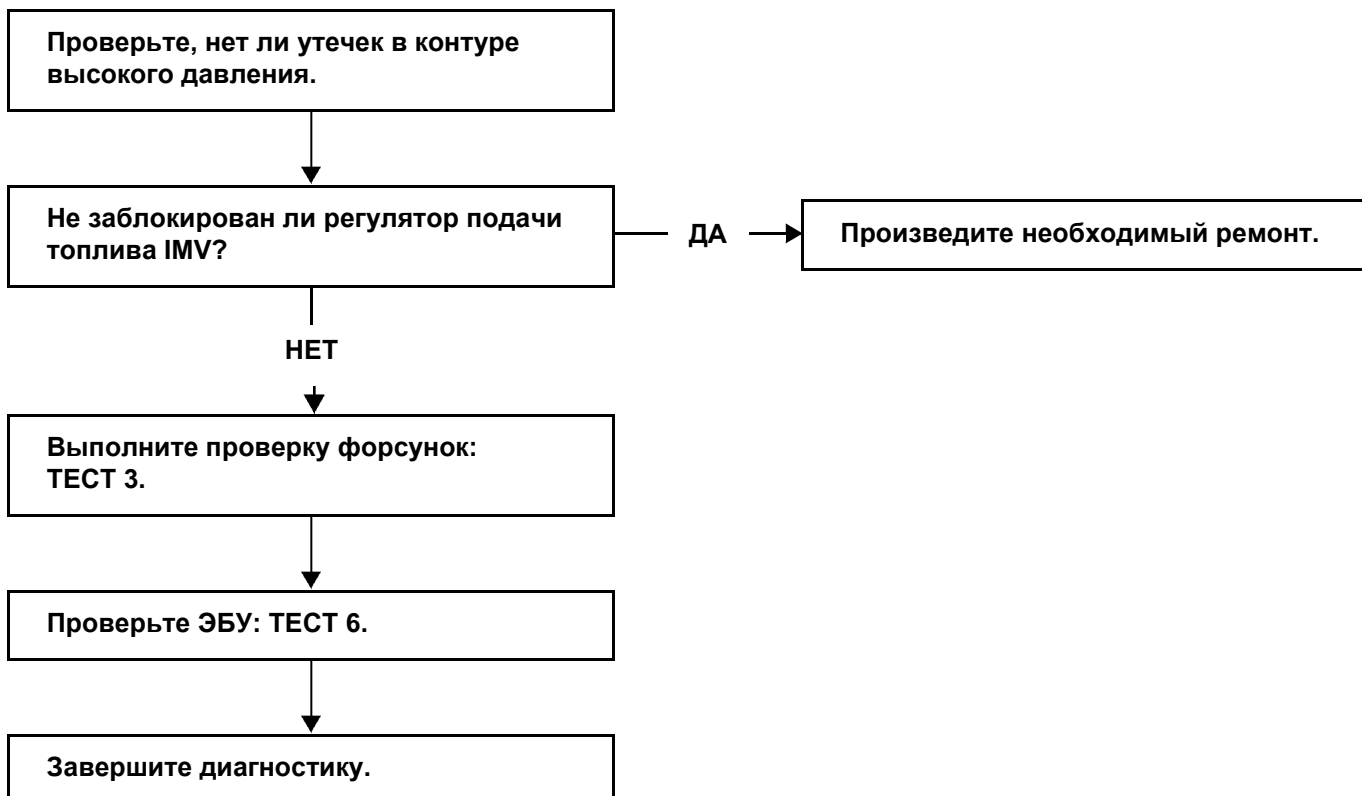 Проверьте, нет ли утечек в контуре
высокого давления.
Не заблокирован ли регулятор подачи
топлива IMV?
ДА
Произведите необходимый ремонт.
НЕТ
Выполните проверку форсунок:
ТЕСТ 3.
Проверьте ЭБУ: ТЕСТ 6.
Завершите диагностику.